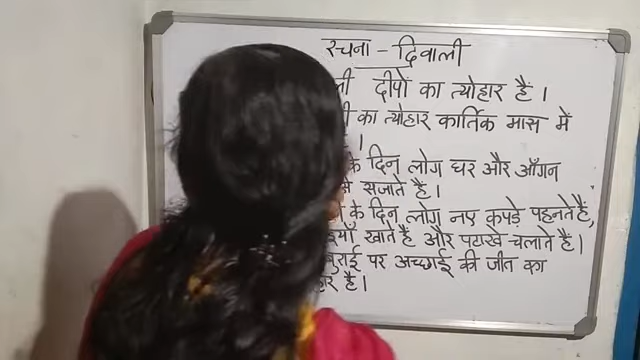 रचना - दिवाली
दीपों का त्योहार हैं ।
का त्योहार कार्तिक मास में
।
के दिन लोग घर और आँगन
सजाते हैं ।
के दिन लोग नए कपड़े पहनते हैं,
खाते हैं और पटाखे चलाते हैं ।
बुराई पर अच्छाई की जीत का
है ।